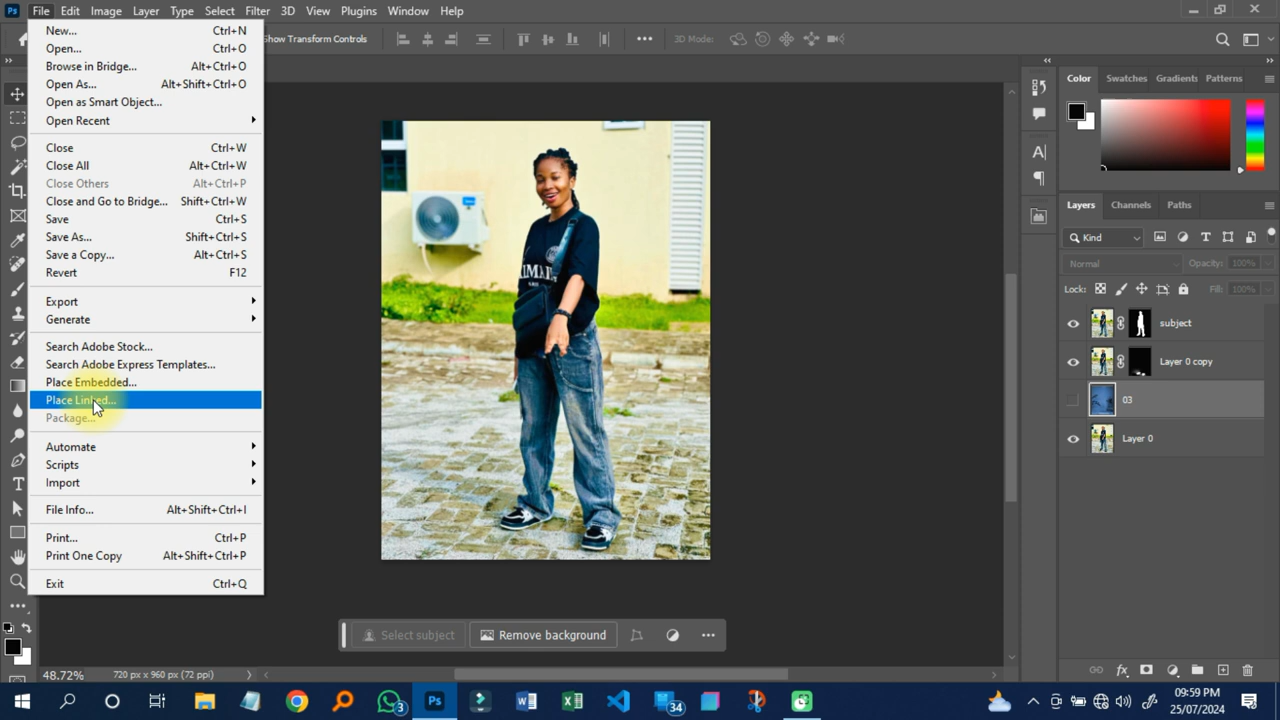 Ps File Edit Image Layer Type Select Filter 3D View Plugins Window Help
New... Ctrl+N
Open... Ctrl+O
Browse in Bridge... Alt+Ctrl+O
Open As... Alt+Shift+Ctrl+O
Open as Smart Object...
Open Recent
Close Ctrl+W
Close All Alt+Ctrl+W
Close Others Alt+Ctrl+P
Close and Go to Bridge... Shift+Ctrl+W
Save Ctrl+S
Save As... Shift+Ctrl+S
Save a Copy... Alt+Ctrl+S
Revert F12
Export
Generate
Search Adobe Stock...
Search Adobe Express Templates...
Place Embedded...
Place Linked...
Package...
Automate
Scripts
Import
File Info... Alt+Shift+Ctrl+I
Print... Ctrl+P
Print One Copy Alt+Shift+Ctrl+P
Exit Ctrl+Q
Show Transform Controls
3D Mode:
Color Swatches Gradients Patterns
Layers Channels Paths
Kind
Normal Opacity: 100%
Lock: Fill: 100%
subject
Layer 0 copy
03
Layer 0
Select subject Remove background
48.72% 720 px x 960 px (72 ppi)
3 Ps 34
09:59 PM
25/07/2024